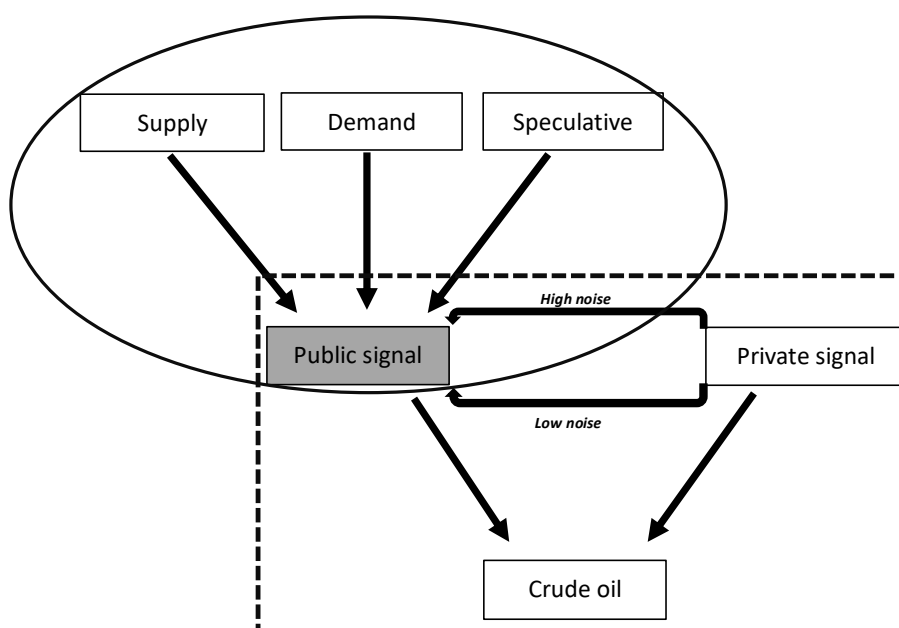 Supply
Demand
Speculative
High noise
Public signal
Private signal
Low noise
Crude oil